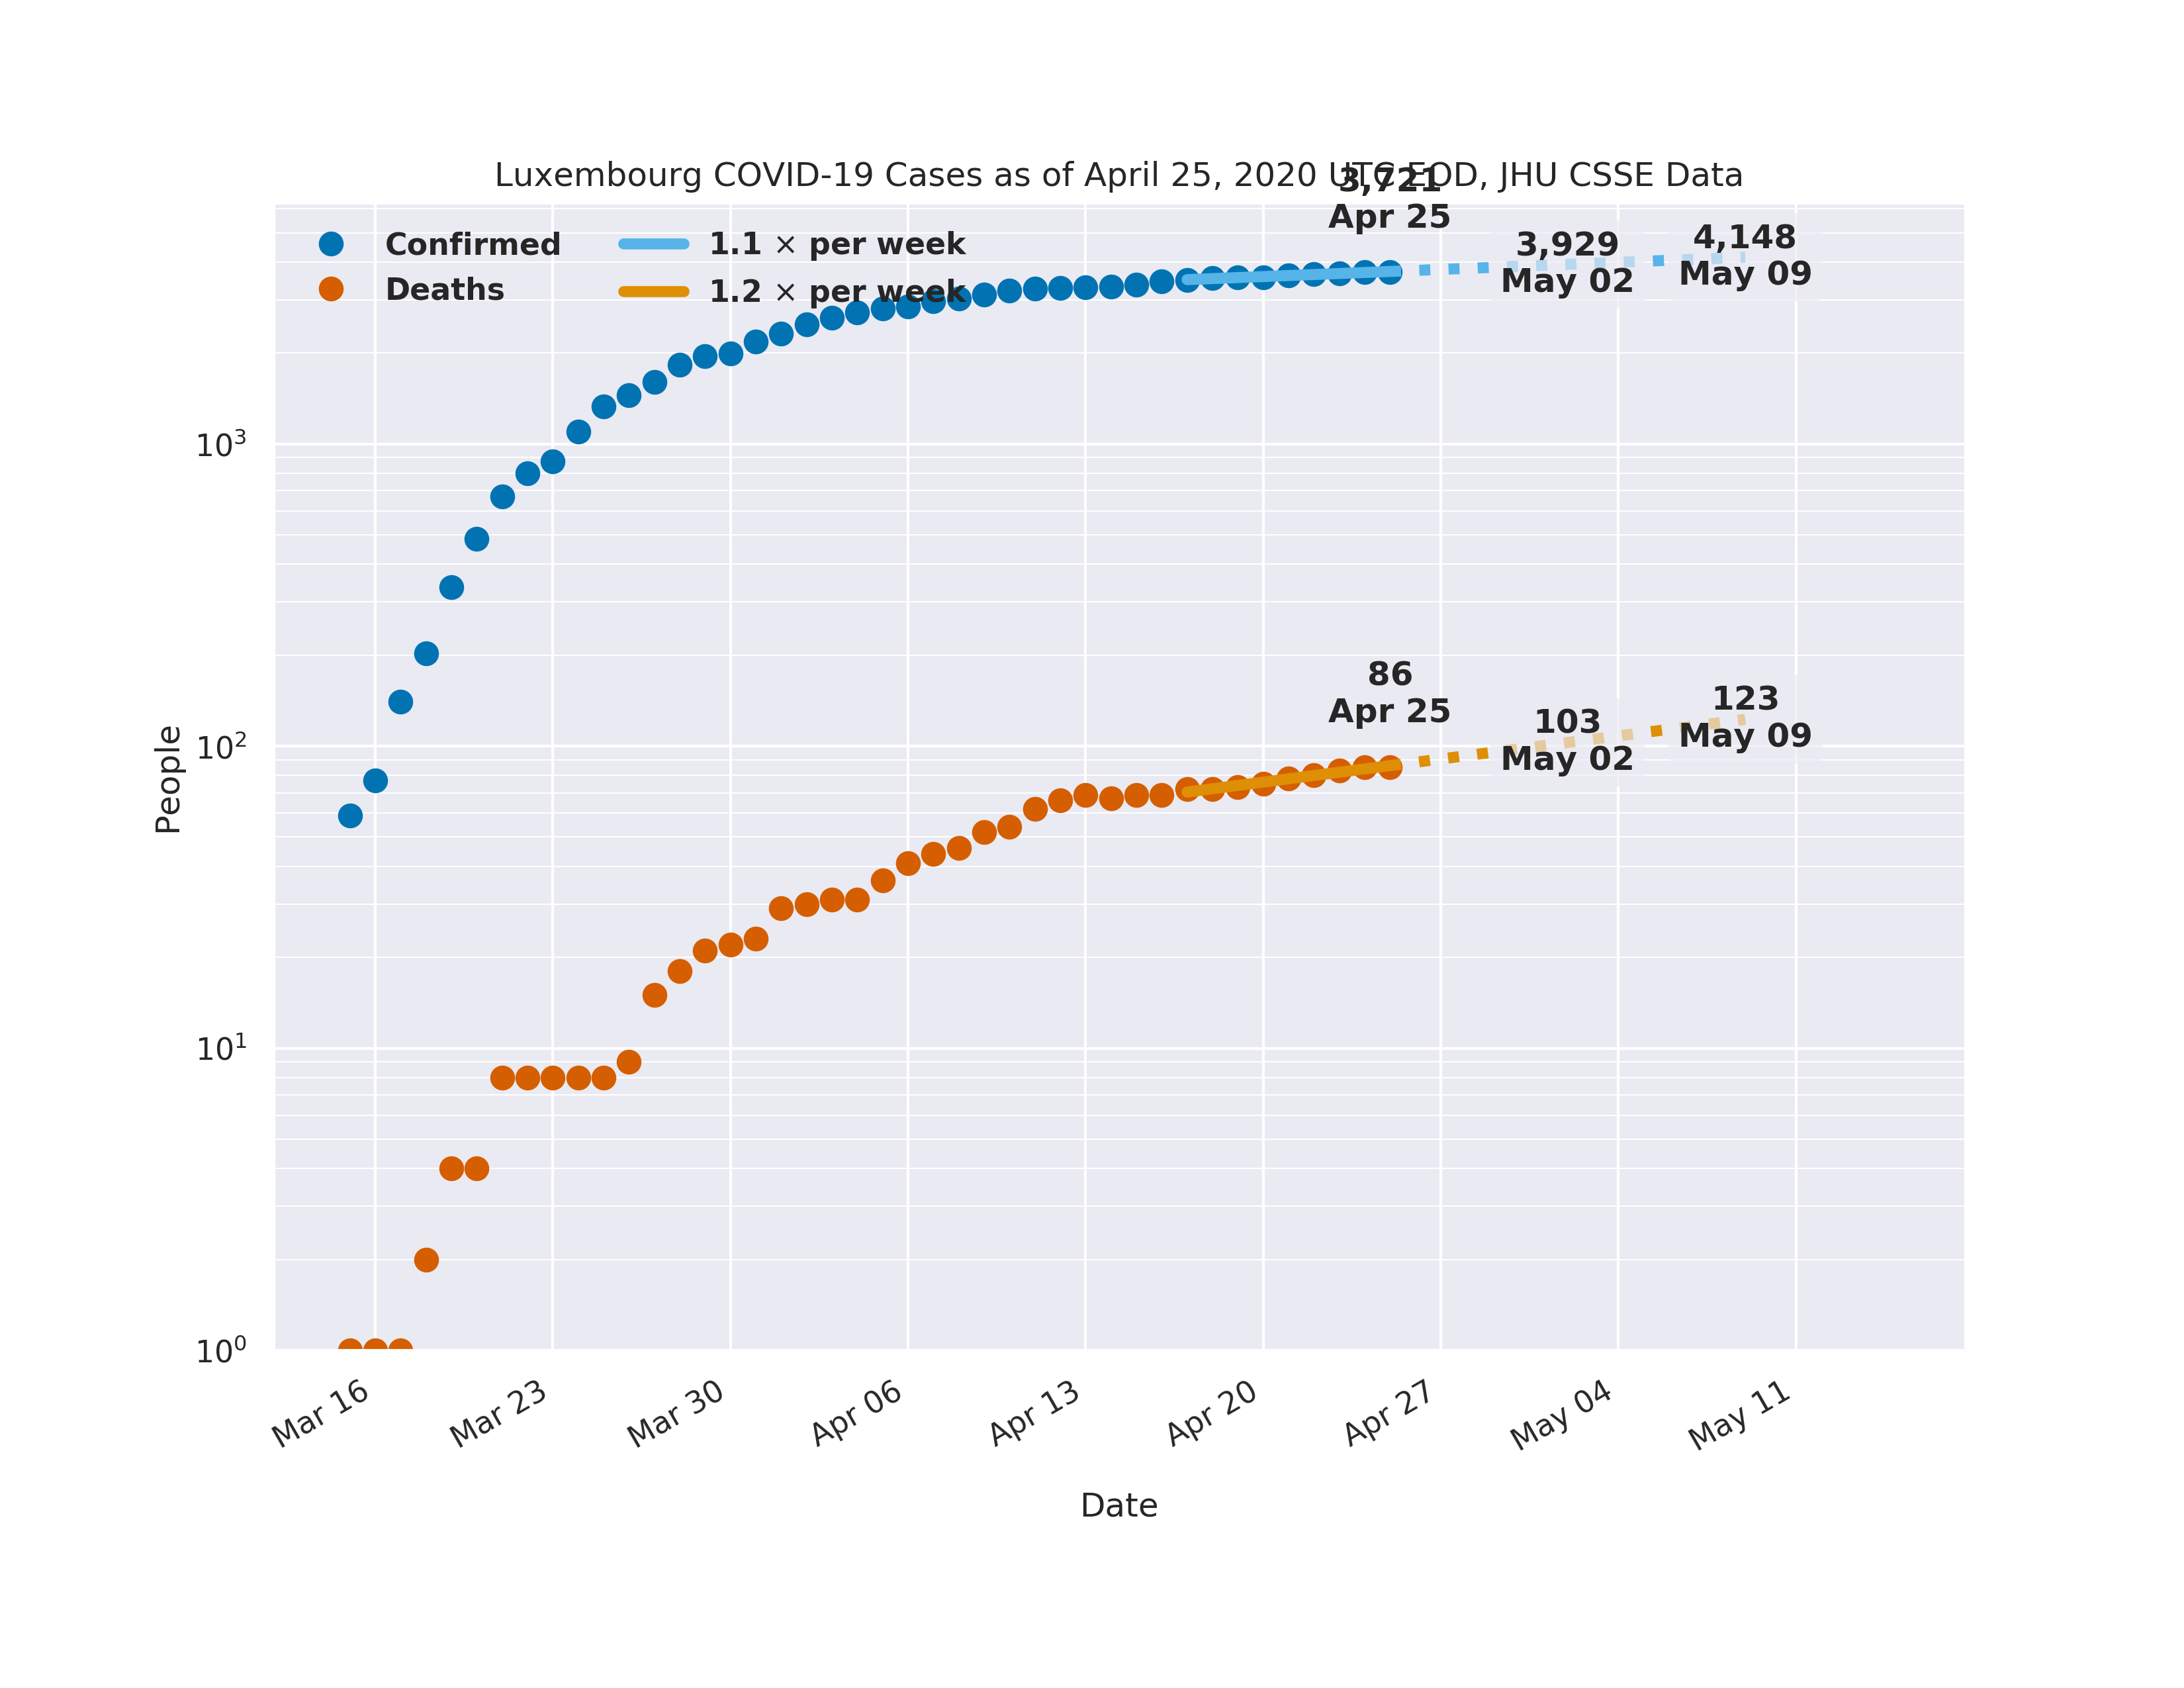 Luxembourg COVID-19 Cases as of April 25, 2020 UTC EOD, JHU CSSE Data
3,721
Apr 25
Confirmed
Deaths
1.1 × per week
1.2 × per week
3,929
May 02
4,148
May 09
86
Apr 25
103
May 02
123
May 09
People
10³
10²
10¹
10⁰
Mar 16
Mar 23
Mar 30
Apr 06
Apr 13
Apr 20
Apr 27
May 04
May 11
Date